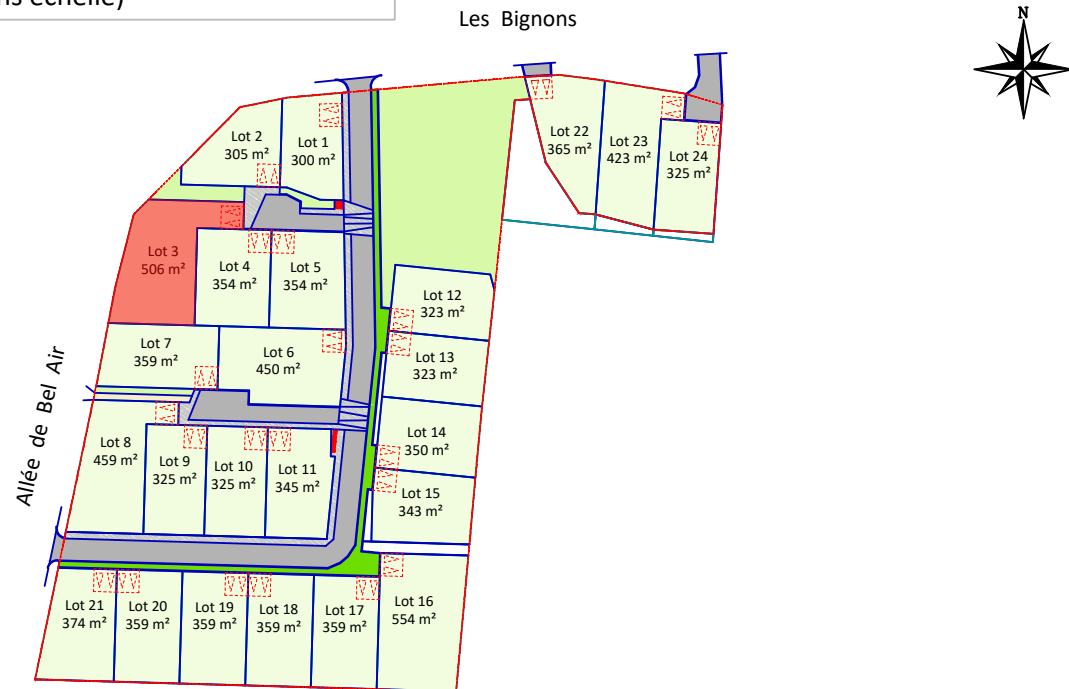 ns échelle)
Les Bignons
N
Lot 2
305 m²
Lot 1
300 m²
Lot 22
365 m²
Lot 23
423 m²
Lot 24
325 m²
Lot 3
506 m²
Lot 4
354 m²
Lot 5
354 m²
Lot 12
323 m²
Lot 7
359 m²
Lot 6
450 m²
Lot 13
323 m²
Allée de Bel Air
Lot 8
459 m²
Lot 9
325 m²
Lot 10
325 m²
Lot 11
345 m²
Lot 14
350 m²
Lot 15
343 m²
Lot 21
374 m²
Lot 20
359 m²
Lot 19
359 m²
Lot 18
359 m²
Lot 17
359 m²
Lot 16
554 m²